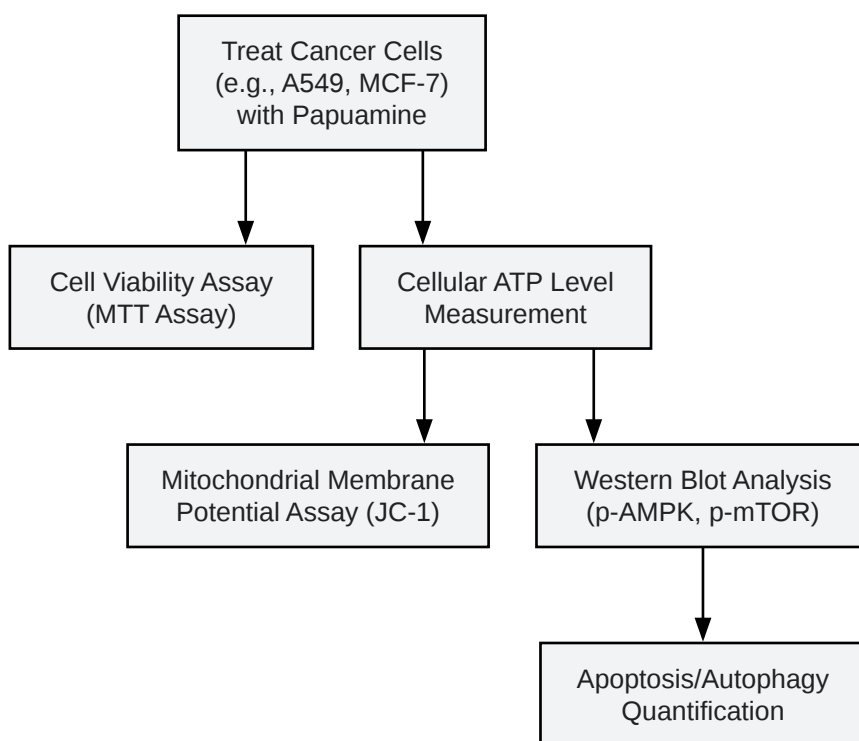 Treat Cancer Cells
(e.g., A549, MCF-7)
with Papuamine
Cell Viability Assay
(MTT Assay)
Cellular ATP Level
Measurement
Mitochondrial Membrane
Potential Assay (JC-1)
Western Blot Analysis
(p-AMPK, p-mTOR)
Apoptosis/Autophagy
Quantification